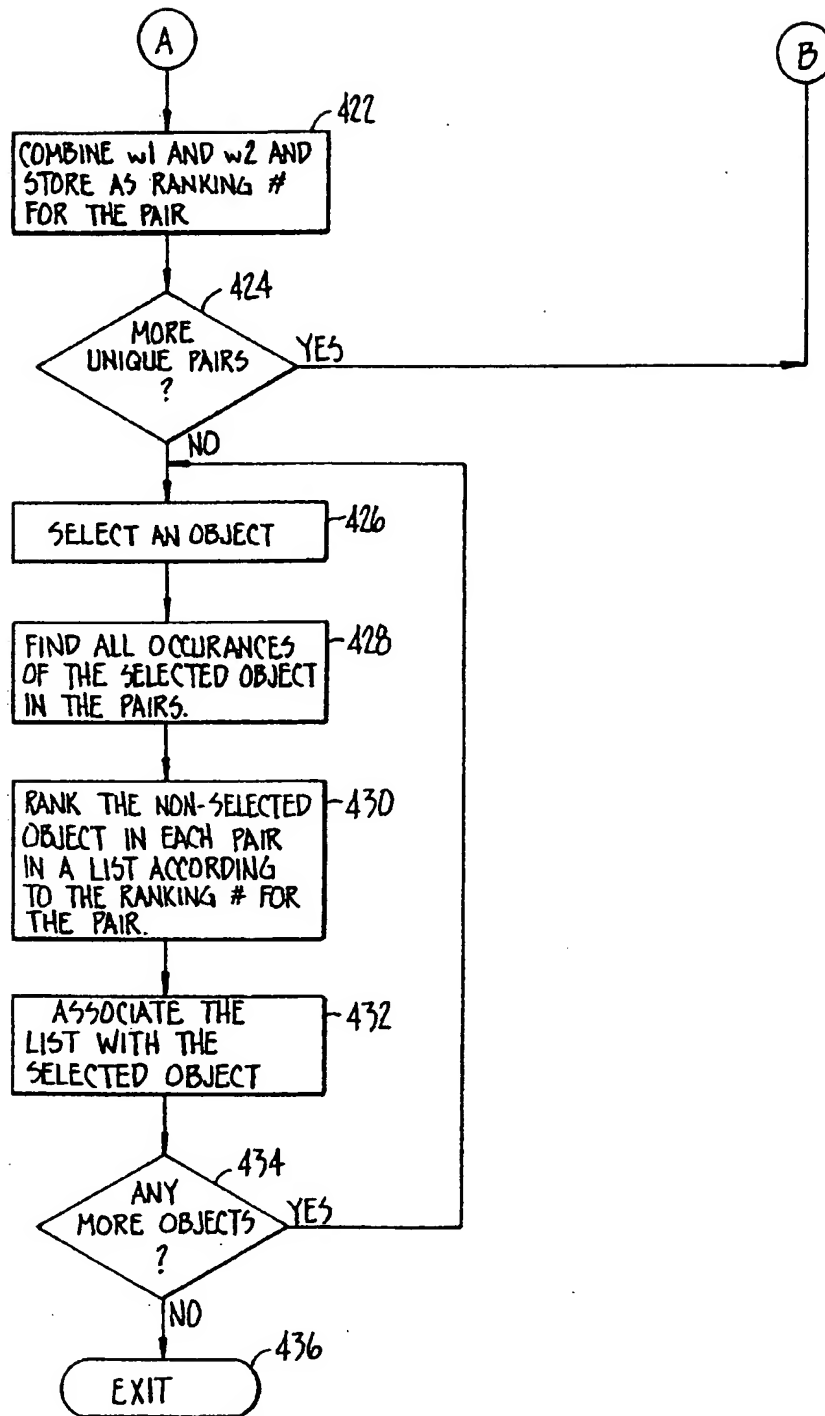 A
B
422
COMBINE w1 AND w2 AND
STORE AS RANKING #
FOR THE PAIR
424
MORE
UNIQUE PAIRS
?
YES
NO
426
SELECT AN OBJECT
428
FIND ALL OCCURANCES
OF THE SELECTED OBJECT
IN THE PAIRS.
430
RANK THE NON-SELECTED
OBJECT IN EACH PAIR
IN A LIST ACCORDING
TO THE RANKING # FOR
THE PAIR.
432
ASSOCIATE THE
LIST WITH THE
SELECTED OBJECT
434
ANY
MORE OBJECTS
?
YES
NO
436
EXIT